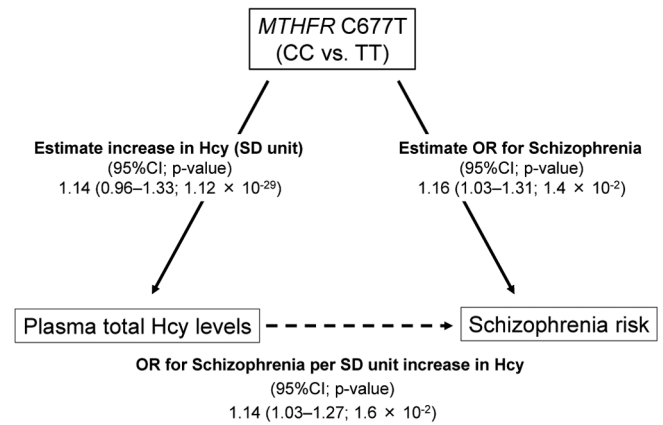 MTHFR C677T
(CC vs. TT)
Estimate increase in Hcy (SD unit)
(95%CI; p-value)
1.14 (0.96–1.33; 1.12 × 10-29)
Estimate OR for Schizophrenia
(95%CI; p-value)
1.16 (1.03–1.31; 1.4 × 10-2)
Plasma total Hcy levels
Schizophrenia risk
OR for Schizophrenia per SD unit increase in Hcy
(95%CI; p-value)
1.14 (1.03–1.27; 1.6 × 10-2)